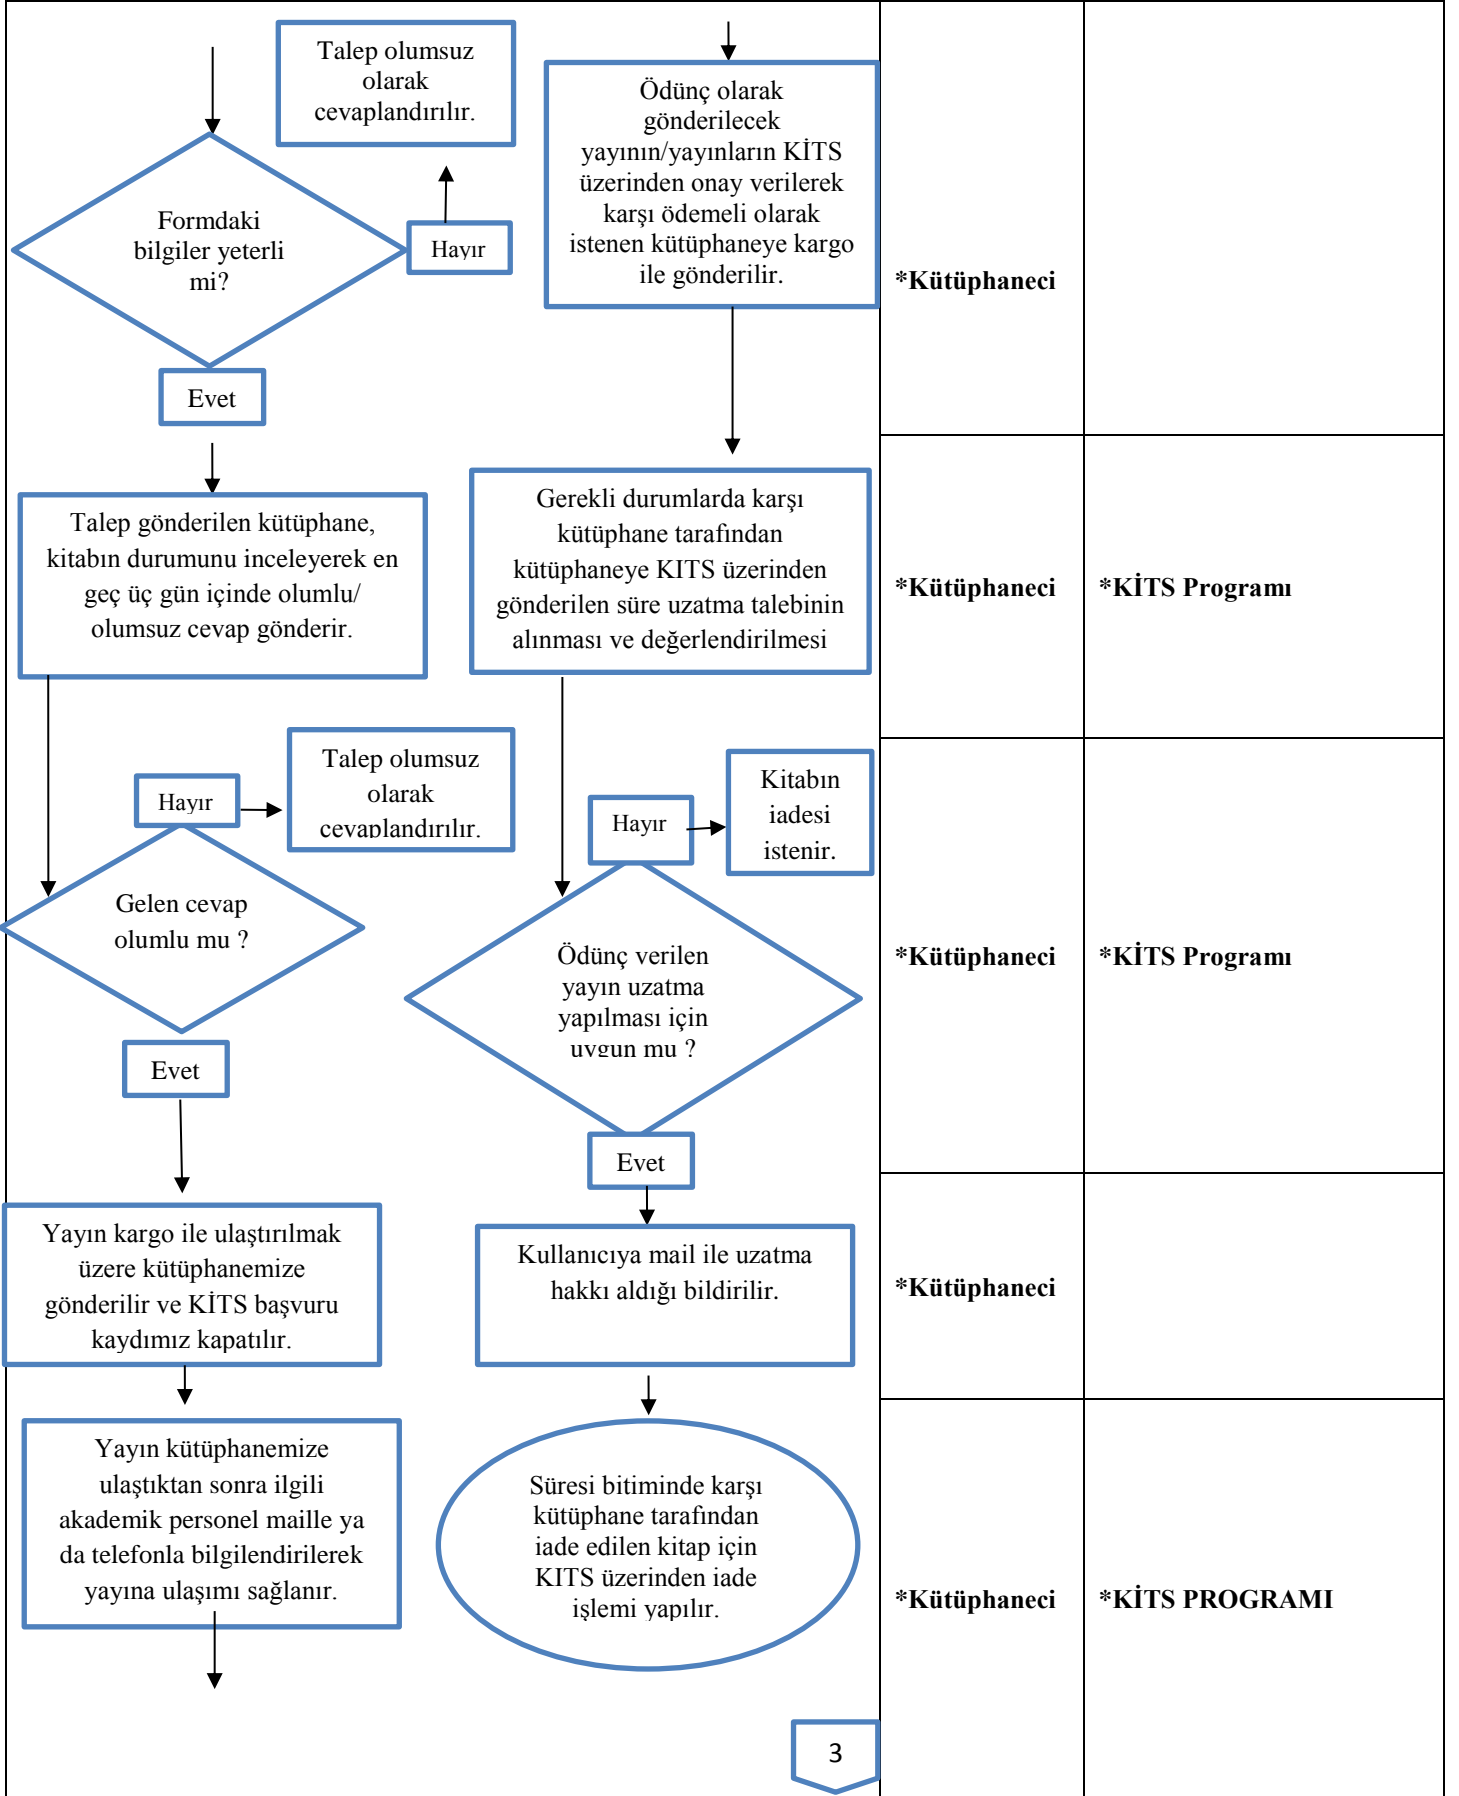 Talep olumsuz
olarak
cevaplandırılır.
Formdaki
bilgiler yeterli
mi?
Hayır
Evet
Talep gönderilen kütüphane,
kitabın durumunu inceleyerek en
geç üç gün içinde olumlu/
olumsuz cevap gönderir.
Talep olumsuz
olarak
cevaplandırılır.
Hayır
Gelen cevap
olumlu mu ?
Evet
Yayın kargo ile ulaştırılmak
üzere kütüphanemize
gönderilir ve KİTS başvuru
kaydımız kapatılır.
Yayın kütüphanemize
ulaştıktan sonra ilgili
akademik personel maille ya
da telefonla bilgilendirilerek
yayına ulaşımı sağlanır.
Ödünç olarak
gönderilecek
yayının/yayınların KİTS
üzerinden onay verilerek
karşı ödemeli olarak
istenen kütüphaneye kargo
ile gönderilir.
Gerekli durumlarda karşı
kütüphane tarafından
kütüphaneye KITS üzerinden
gönderilen süre uzatma talebinin
alınması ve değerlendirilmesi
Hayır
Kitabın
iadesi
istenir.
Ödünç verilen
yayın uzatma
yapılması için
uygun mu ?
Evet
Kullanıcıya mail ile uzatma
hakkı aldığı bildirilir.
Süresi bitiminde karşı
kütüphane tarafından
iade edilen kitap için
KITS üzerinden iade
işlemi yapılır.
3
*Kütüphaneci
*Kütüphaneci
*KİTS Programı
*Kütüphaneci
*KİTS Programı
*Kütüphaneci
*Kütüphaneci
*KİTS PROGRAMI